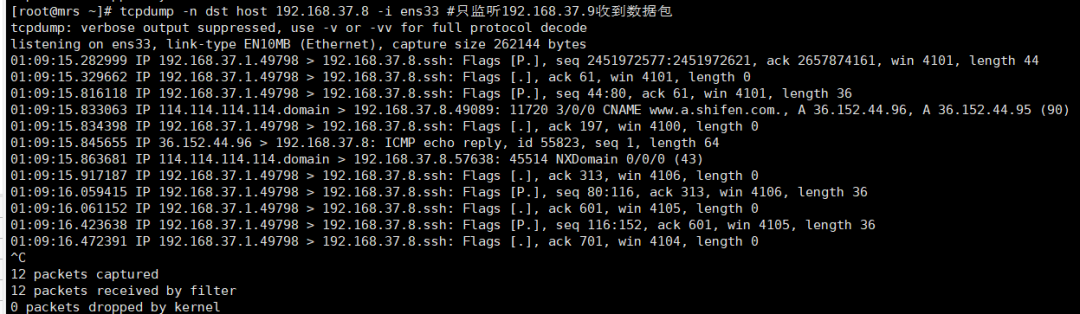 [root@mrs ~]# tcpdump -n dst host 192.168.37.8 -i ens33 #只监听192.168.37.9收到数据包
tcpdump: verbose output suppressed, use -v or -vv for full protocol decode
listening on ens33, link-type EN10MB (Ethernet), capture size 262144 bytes
01:09:15.282999 IP 192.168.37.1.49798 > 192.168.37.8.ssh: Flags [P.], seq 2451972577:2451972621, ack 2657874161, win 4101, length 44
01:09:15.329662 IP 192.168.37.1.49798 > 192.168.37.8.ssh: Flags [.], ack 61, win 4101, length 0
01:09:15.816118 IP 192.168.37.1.49798 > 192.168.37.8.ssh: Flags [P.], seq 44:80, ack 61, win 4101, length 36
01:09:15.833063 IP 114.114.114.114.domain > 192.168.37.8.49089: 11720 3/0/0 CNAME www.a.shifen.com., A 36.152.44.96, A 36.152.44.95 (90)
01:09:15.834398 IP 192.168.37.1.49798 > 192.168.37.8.ssh: Flags [.], ack 197, win 4100, length 0
01:09:15.845655 IP 36.152.44.96 > 192.168.37.8: ICMP echo reply, id 55823, seq 1, length 64
01:09:15.863681 IP 114.114.114.114.domain > 192.168.37.8.57638: 45514 NXDomain 0/0/0 (43)
01:09:15.917187 IP 192.168.37.1.49798 > 192.168.37.8.ssh: Flags [.], ack 313, win 4106, length 0
01:09:16.059415 IP 192.168.37.1.49798 > 192.168.37.8.ssh: Flags [P.], seq 80:116, ack 313, win 4106, length 36
01:09:16.061152 IP 192.168.37.1.49798 > 192.168.37.8.ssh: Flags [.], ack 601, win 4105, length 0
01:09:16.423638 IP 192.168.37.1.49798 > 192.168.37.8.ssh: Flags [P.], seq 116:152, ack 601, win 4105, length 36
01:09:16.472391 IP 192.168.37.1.49798 > 192.168.37.8.ssh: Flags [.], ack 701, win 4104, length 0
^C
12 packets captured
12 packets received by filter
0 packets dropped by kernel